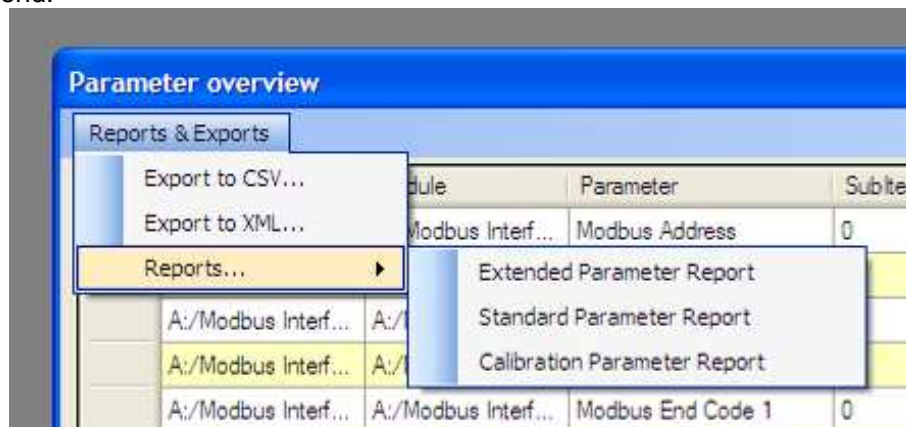 Parameter overview
Reports & Exports
Export to CSV...
Export to XML...
Reports...
Extended Parameter Report
Standard Parameter Report
Calibration Parameter Report
Parameter
Modbus Interf... Modbus Address 0
A:/Modbus Interf...
A:/Modbus Interf...
A:/Modbus Interf... A:/Modbus Interf... Modbus End Code 1 0